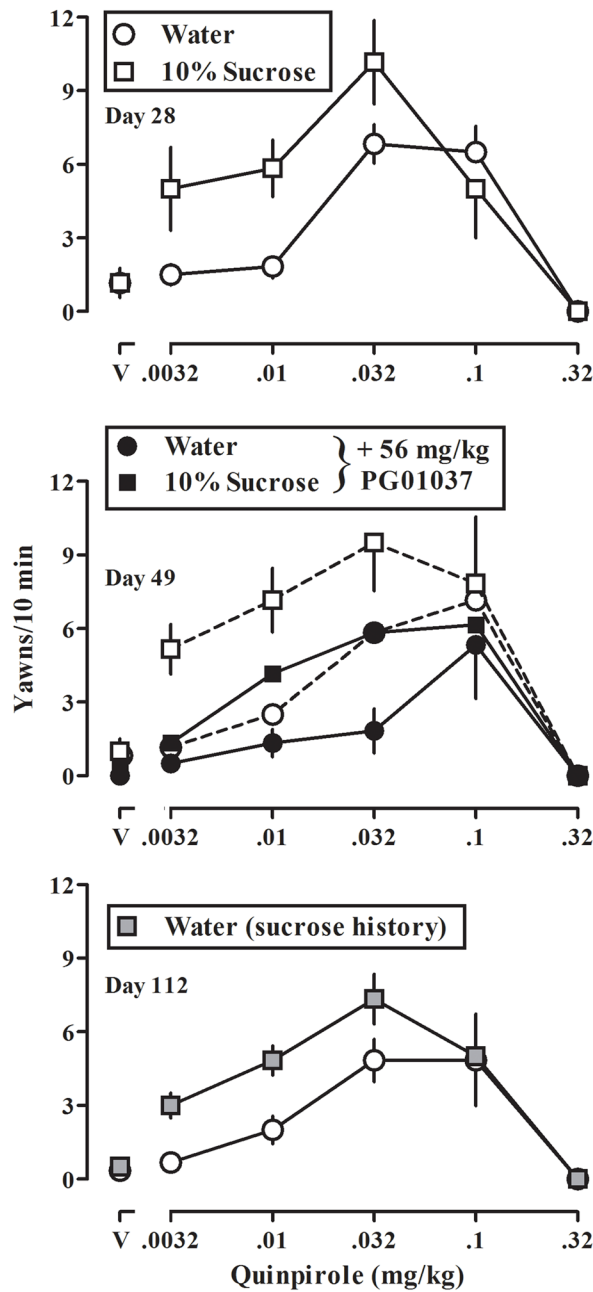 12
Water
10% Sucrose
9
Day 28
6
3
0
V .0032 .01 .032 .1 .32
Water
10% Sucrose
} + 56 mg/kg
PG01037
12
9
Day 49
6
3
0
Yawns/10 min
V .0032 .01 .032 .1 .32
12
Water (sucrose history)
9
Day 112
6
3
0
V .0032 .01 .032 .1 .32
Quinpirole (mg/kg)